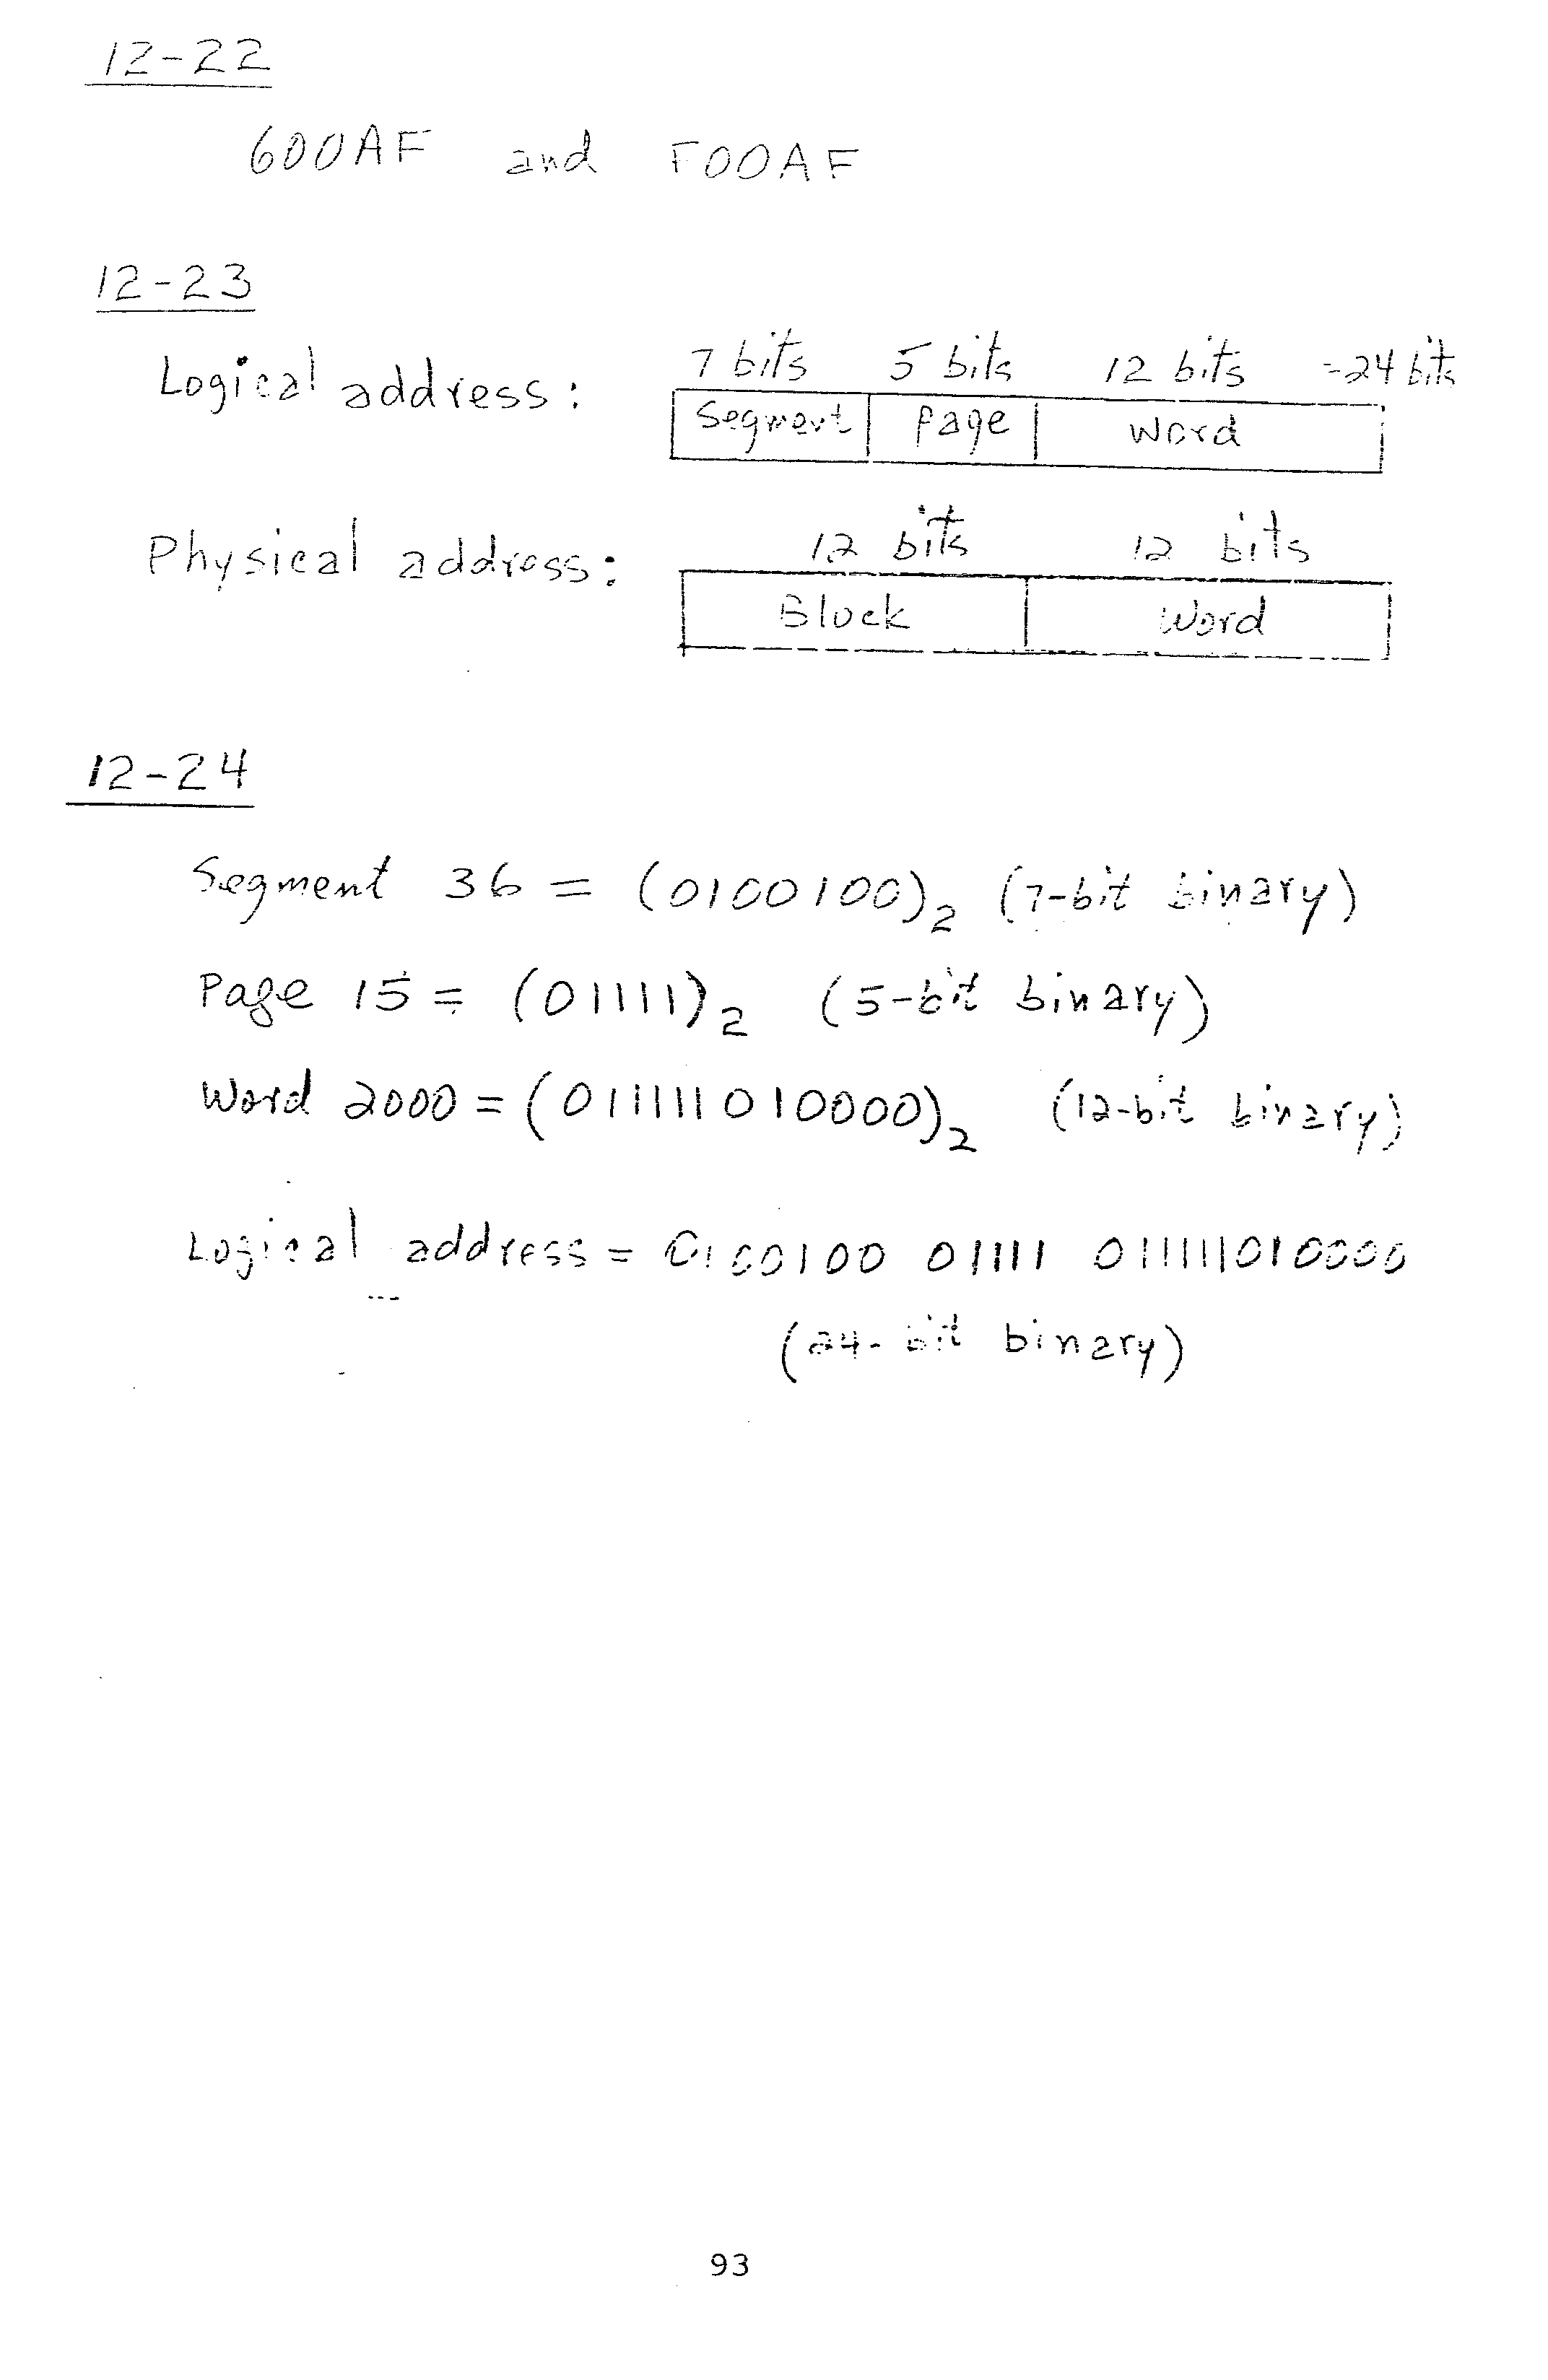 12-22
600AF and F00AF
12-23
7 bits 5 bits 12 bits =24 bits
Logical address:
Segment Page Word
12 bits 12 bits
Physical address:
Block Word
12-24
Segment 36 = (0100100)2 (7-bit binary)
Page 15 = (01111)2 (5-bit binary)
Word 2000 = (011111010000)2 (12-bit binary)
Logical address = 0100100 01111 011111010000
(24-bit binary)
93